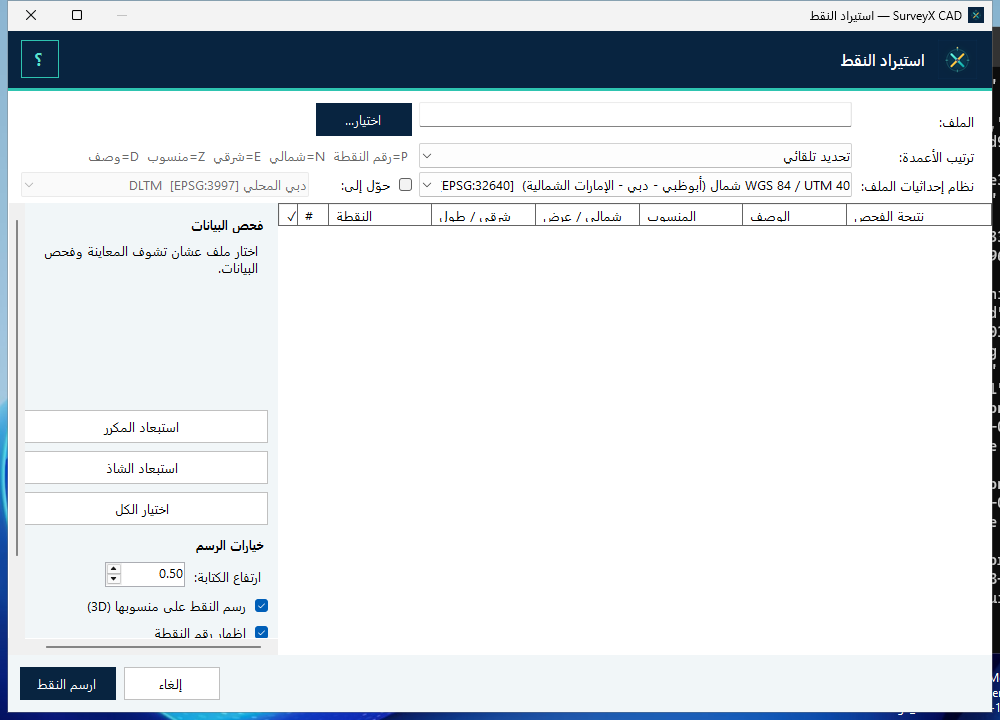 SurveyX CAD — استيراد النقط
استيراد النقط
؟
الملف:
اختيار...
ترتيب الأعمدة:
تحديد تلقائي
P=رقم النقطة N=شمالي E=شرقي Z=منسوب D=وصف
نظام إحداثيات الملف:
WGS 84 / UTM 40 شمال (أبوظبي - دبي - الإمارات الشمالية) [EPSG:32640
حوّل إلى:
دبي المحلي DLTM [EPSG:3997]
✓ # النقطة شرقي / طول شمالي / عرض المنسوب الوصف نتيجة الفحص
فحص البيانات
اختار ملف عشان تشوف المعاينة وفحص
البيانات.
استبعاد المكرر
استبعاد الشاذ
اختيار الكل
خيارات الرسم
ارتفاع الكتابة: 0.50
رسم النقط على منسوبها (3D)
إظهار رقم النقطة
إلغاء
ارسم النقط